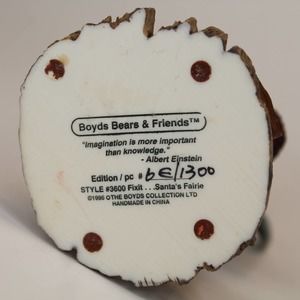 Boyds Bears & Friends™
"Imagination is more important
than knowledge."
- Albert Einstein
Edition / pc # 6E/1300
STYLE #3600 Fixit . . .Santa's Fairie
©1996 ©THE BOYDS COLLECTION LTD
HANDMADE IN CHINA